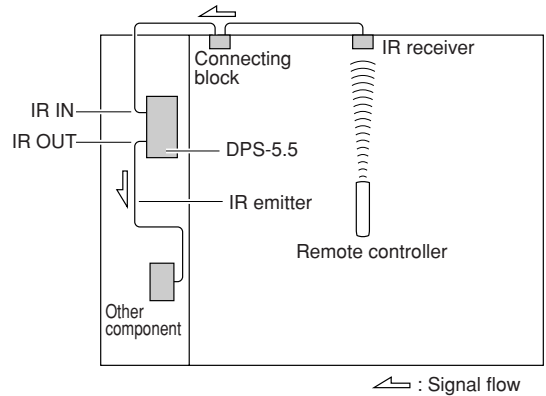 Connecting
block
IR receiver
IR IN
IR OUT
DPS-5.5
IR emitter
Remote controller
Other
component
: Signal flow